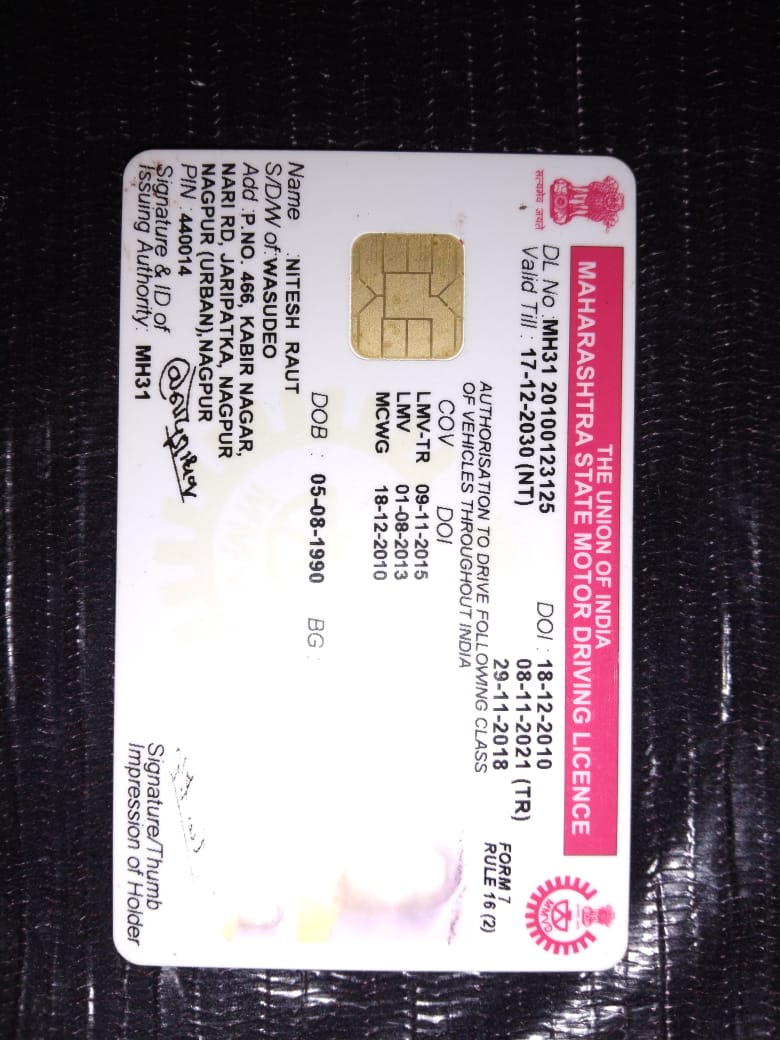 THE UNION OF INDIA
MAHARASHTRA STATE MOTOR DRIVING LICENCE
सत्यमेव जयते
DL No : MH31 20100123125 DOI : 18-12-2010
Valid Till : 17-12-2030 (NT) 08-11-2021 (TR)
29-11-2018
FORM 7
RULE 16 (2)
AUTHORISATION TO DRIVE FOLLOWING CLASS
OF VEHICLES THROUGHOUT INDIA
COV DOI
LMV-TR 09-11-2015
LMV 01-08-2013
MCWG 18-12-2010
DOB : 05-08-1990 BG :
Name :NITESH RAUT
S/D/W of:WASUDEO
Add :P.NO. 466, KABIR NAGAR,
NARI RD, JARIPATKA, NAGPUR
NAGPUR (URBAN),NAGPUR
PIN : 440014
Signature & ID of
Issuing Authority: MH31
Signature/Thumb
Impression of Holder